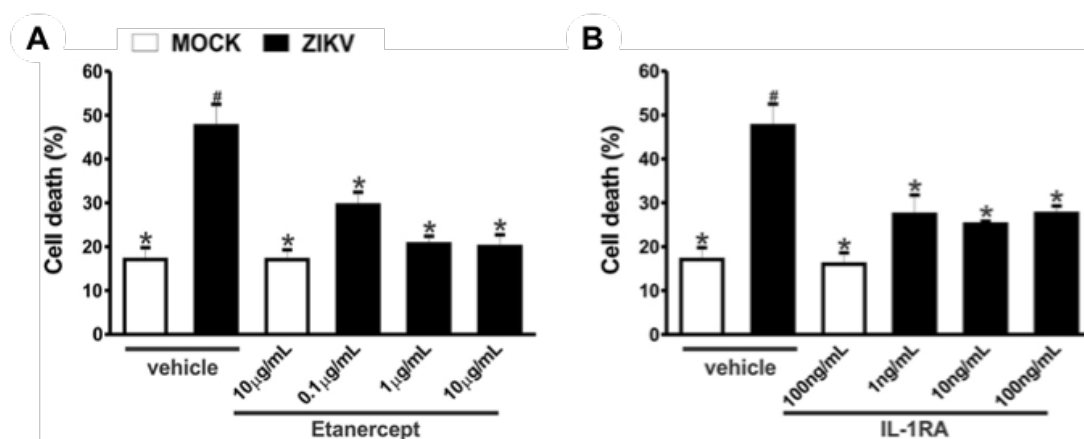 A
MOCK ZIKV
Cell death (%)
60
50
40
30
20
10
0
#
*
*
*
*
*
vehicle
10μg/mL
0.1μg/mL
1μg/mL
10μg/mL
Etanercept
B
Cell death (%)
60
50
40
30
20
10
0
#
*
*
*
*
*
vehicle
100ng/mL
1ng/mL
10ng/mL
100ng/mL
IL-1RA